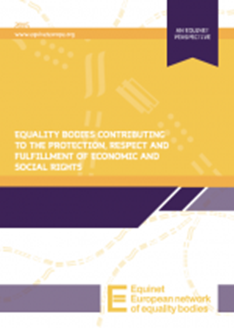 2015
www.equineteurope.org
AN EQUINET
PERSPECTIVE
EQUALITY BODIES CONTRIBUTING
TO THE PROTECTION, RESPECT AND
FULFILLMENT OF ECONOMIC AND
SOCIAL RIGHTS
Equinet
European network
of equality bodies